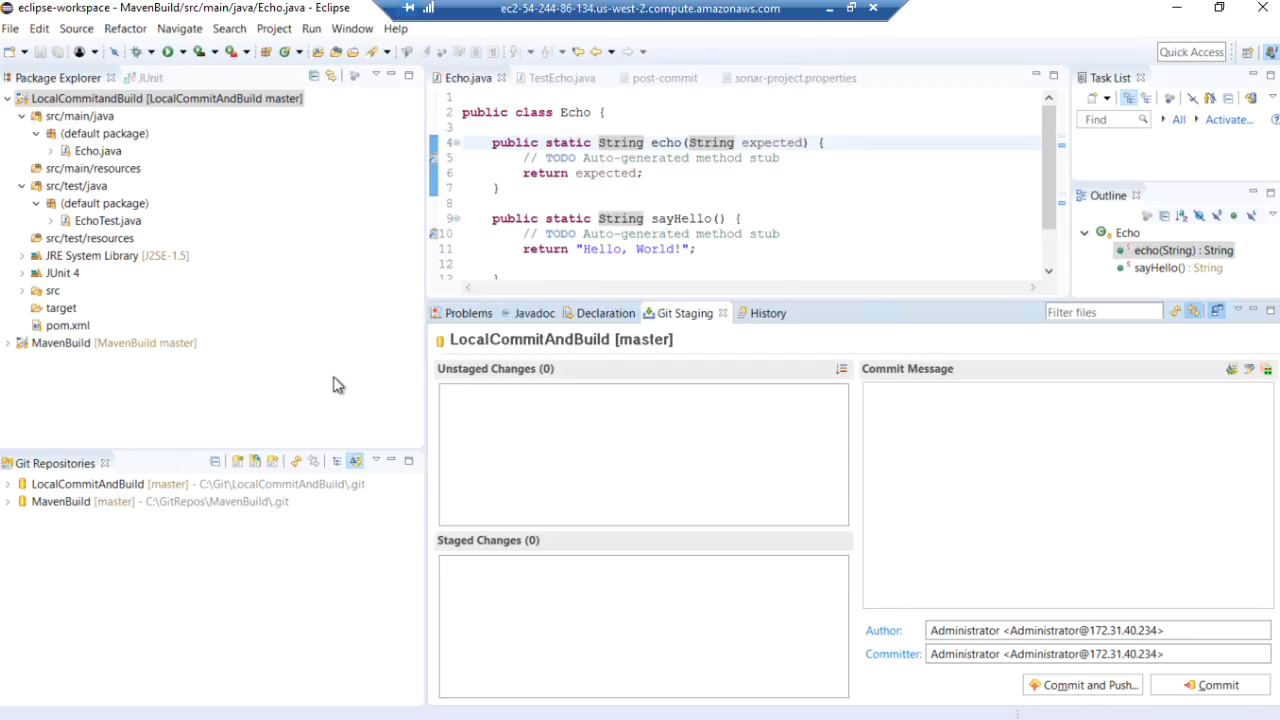 eclipse-workspace - MavenBuild/src/main/java/Echo.java - Eclipse
ec2-54-244-86-134.us-west-2.compute.amazonaws.com
File Edit Source Refactor Navigate Search Project Run Window Help
Quick Access
Package Explorer
JUnit
LocalCommitandBuild [LocalCommitAndBuild master]
src/main/java
(default package)
Echo.java
src/main/resources
src/test/java
(default package)
EchoTest.java
src/test/resources
JRE System Library [J2SE-1.5]
JUnit 4
src
target
pom.xml
MavenBuild [MavenBuild master]
Git Repositories
LocalCommitAndBuild [master] - C:\Git\LocalCommitAndBuild\.git
MavenBuild [master] - C:\GitRepos\MavenBuild\.git
Echo.java TestEcho.java post-commit sonar-project.properties
1
2 public class Echo {
3
4 public static String echo(String expected) {
5 // TODO Auto-generated method stub
6 return expected;
7 }
8
9 public static String sayHello() {
10 // TODO Auto-generated method stub
11 return "Hello, World!";
12
13
Task List
Find All Activate...
Outline
Echo
echo(String) : String
sayHello() : String
Problems Javadoc Declaration Git Staging History
Filter files
LocalCommitAndBuild [master]
Unstaged Changes (0)
Staged Changes (0)
Commit Message
Author: Administrator <Administrator@172.31.40.234>
Committer: Administrator <Administrator@172.31.40.234>
Commit and Push... Commit